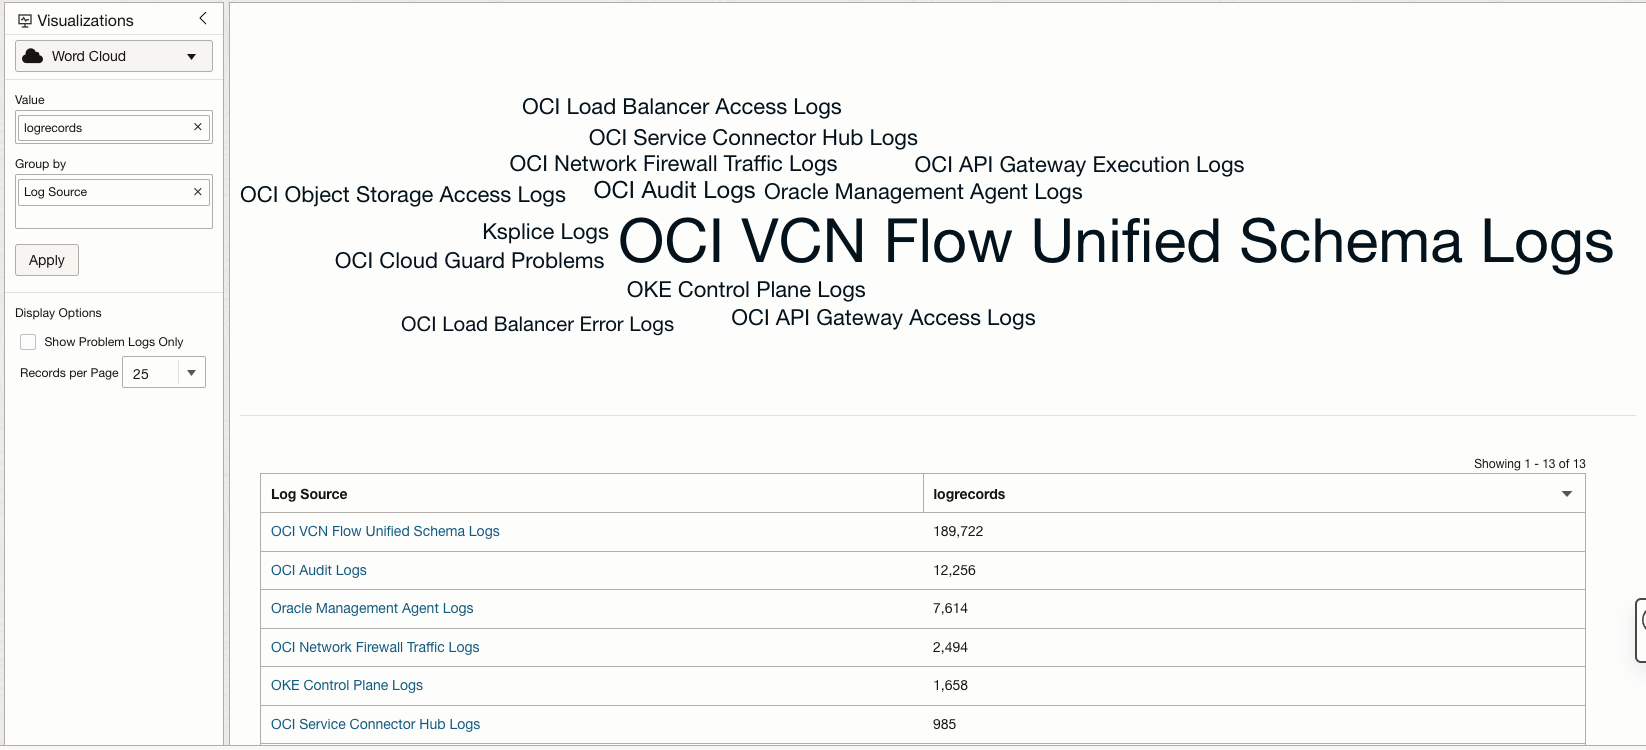 Visualizations
Word Cloud
Value
logrecords
Group by
Log Source
Apply
Display Options
Show Problem Logs Only
Records per Page 25
OCI Load Balancer Access Logs
OCI Service Connector Hub Logs
OCI Network Firewall Traffic Logs OCI API Gateway Execution Logs
OCI Object Storage Access Logs OCI Audit Logs Oracle Management Agent Logs
Ksplice Logs OCI VCN Flow Unified Schema Logs
OCI Cloud Guard Problems
OKE Control Plane Logs
OCI Load Balancer Error Logs OCI API Gateway Access Logs
Showing 1 - 13 of 13
Log Source logrecords
OCI VCN Flow Unified Schema Logs 189,722
OCI Audit Logs 12,256
Oracle Management Agent Logs 7,614
OCI Network Firewall Traffic Logs 2,494
OKE Control Plane Logs 1,658
OCI Service Connector Hub Logs 985